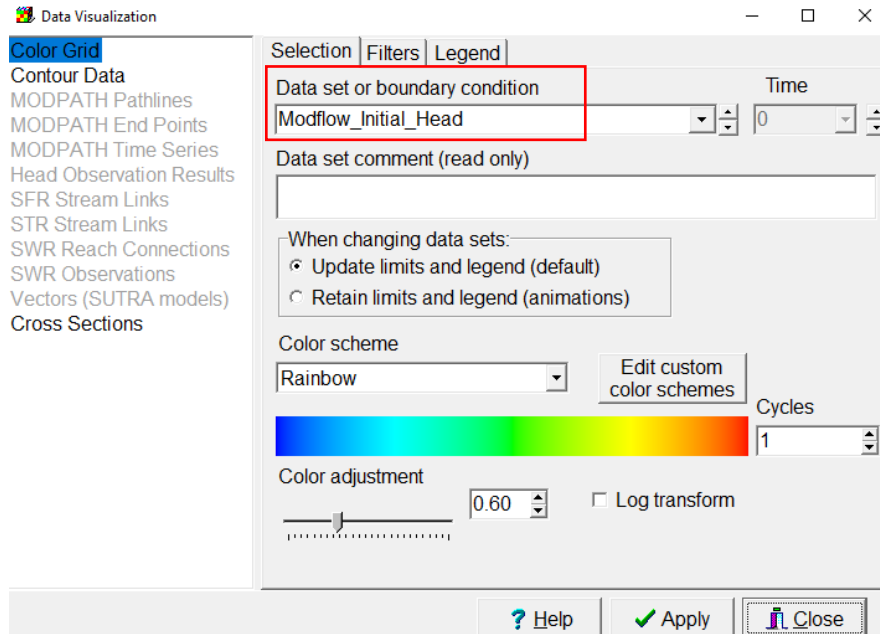 Data Visualization
Color Grid
Contour Data
MODPATH Pathlines
MODPATH End Points
MODPATH Time Series
Head Observation Results
SFR Stream Links
STR Stream Links
SWR Reach Connections
SWR Observations
Vectors (SUTRA models)
Cross Sections
Selection Filters Legend
Data set or boundary condition Time
Modflow_Initial_Head 0
Data set comment (read only)
When changing data sets:
Update limits and legend (default)
Retain limits and legend (animations)
Color scheme
Rainbow
Edit custom
color schemes
Cycles
1
Color adjustment
0.60 Log transform
? Help Apply Close